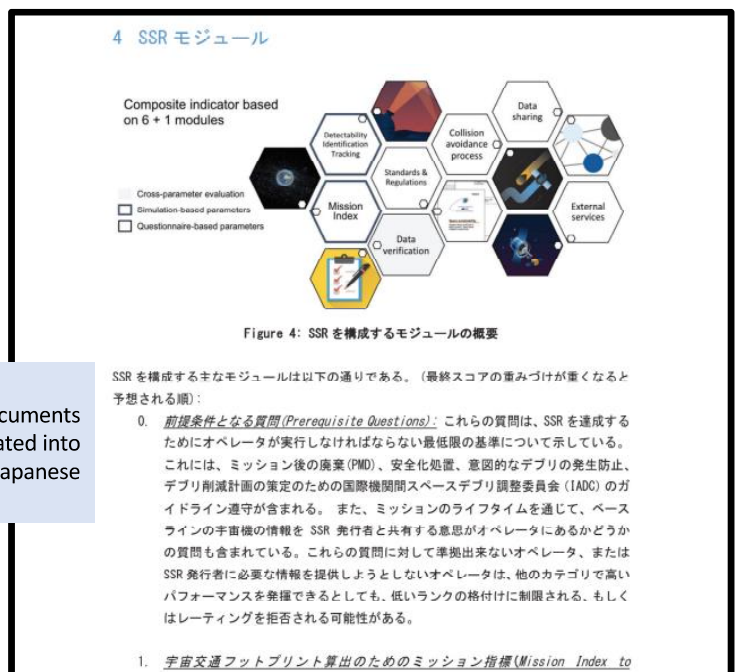 4 SSR モジュール
Composite indicator based
on 6 + 1 modules
Cross-parameter evaluation
Simulation-based parameters
Questionnaire-based parameters
Detectability
Identification
Tracking
Mission
Index
Standards &
Regulations
Data
verification
Collision
avoidance
process
Data
sharing
External
services
Figure 4: SSR を構成するモジュールの概要
cuments
ated into
apanese
SSR を構成する主なモジュールは以下の通りである。(最終スコアの重みづけが重くなると
予想される順):
0. 前提条件となる質問(Prerequisite Questions): これらの質問は、SSR を達成する
ためにオペレータが実行しなければならない最低限の基準について示している。
これには、ミッション後の廃棄(PMD)、安全化処置、意図的なデブリの発生防止、
デブリ削減計画の策定のための国際機関間スペースデブリ調整委員会(IADC)のガ
イドライン遵守が含まれる。 また、ミッションのライフタイムを通じて、ベース
ラインの宇宙機の情報を SSR 発行者と共有する意思がオペレータにあるかどうか
の質問も含まれている。これらの質問に対して準拠出来ないオペレータ、または
SSR 発行者に必要な情報を提供しようとしないオペレータは、他のカテゴリで高い
パフォーマンスを発揮できるとしても、低いランクの格付けに制限される、もしく
はレーティングを拒否される可能性がある。
1. 宇宙交通フットプリント算出のためのミッション指標(Mission Index to